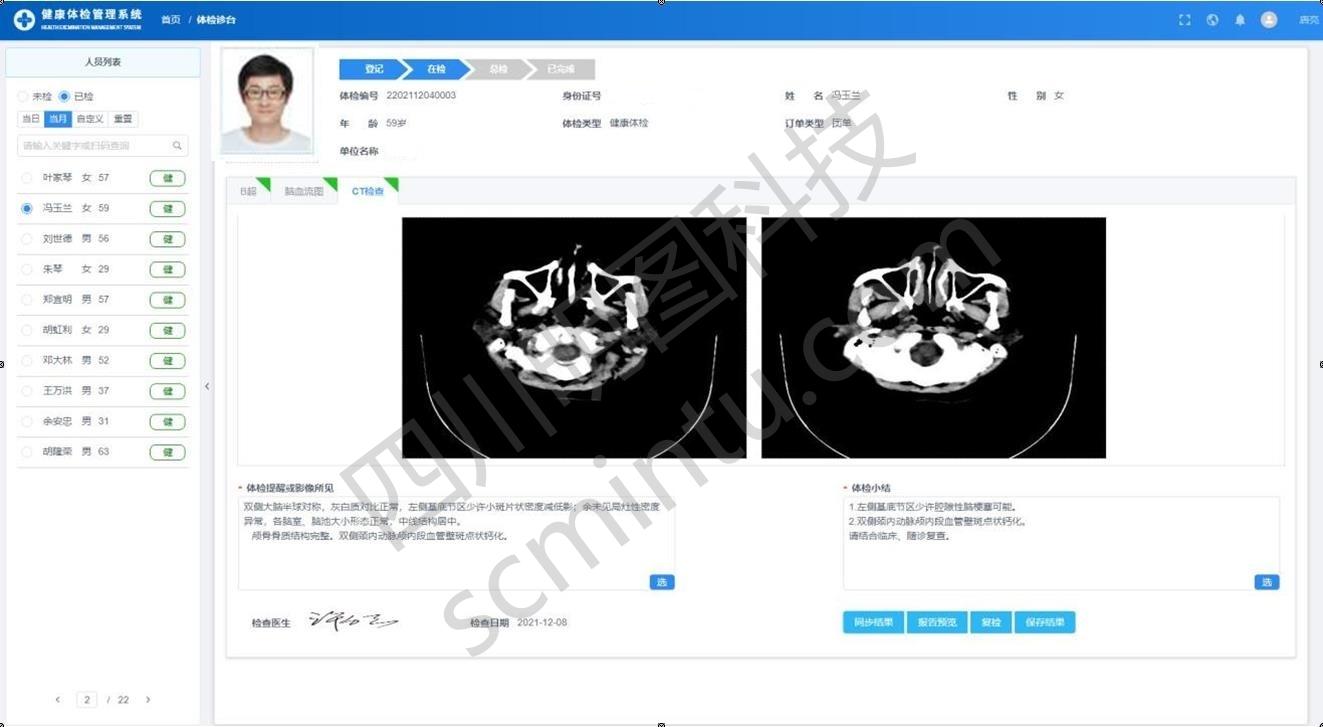 健康体检管理系统
HEALTH EXAMINATION MANAGEMENT SYSTEM
首页 / 体检诊台
唐亮
人员列表
未检 已检
当日 当月 自定义 重置
请输入关键字或扫码查询
叶家琴 女 57 健
冯玉兰 女 59 健
刘世德 男 56 健
朱琴 女 29 健
郑宜明 男 57 健
胡虹利 女 29 健
邓大林 男 52 健
王万洪 男 37 健
余安忠 男 31 健
胡隆荣 男 63 健
< 2 / 22 >
登记 在检 总检 已完成
体检编号 2202112040003 身份证号 姓 名 冯玉兰 性 别 女
年 龄 59岁 体检类型 健康体检 订单类型 团单
单位名称
B超 脑血流图 CT检查
* 体检提醒或影像所见
双侧大脑半球对称，灰白质对比正常，左侧基底节区少许小斑片状密度减低影；余未见局灶性密度
异常，各脑室、脑池大小形态正常，中线结构居中。
颅骨骨质结构完整。双侧颈内动脉颅内段血管壁斑点状钙化。
选
* 体检小结
1.左侧基底节区少许腔隙性脑梗塞可能。
2.双侧颈内动脉颅内段血管壁斑点状钙化。
请结合临床、随诊复查。
选
检查医生 检查日期 2021-12-08
同步结果 报告预览 复检 保存结果
四川旻图科技
scmintu.com